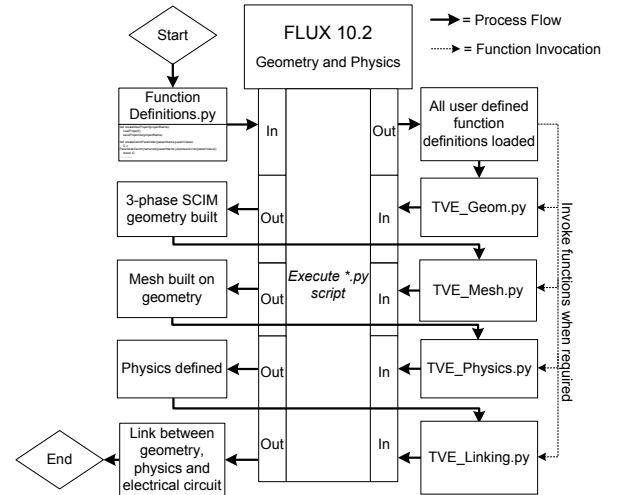 Start
FLUX 10.2
Geometry and Physics
= Process Flow
= Function Invocation
Function
Definitions.py
In
Out
All user defined
function
definitions loaded
3-phase SCIM
geometry built
Out
In
TVE_Geom.py
Invoke functions when required
Mesh built on
geometry
Out
Execute *.py
script
In
TVE_Mesh.py
Physics defined
Out
In
TVE_Physics.py
End
Link between
geometry,
physics and
electrical circuit
Out
In
TVE_Linking.py